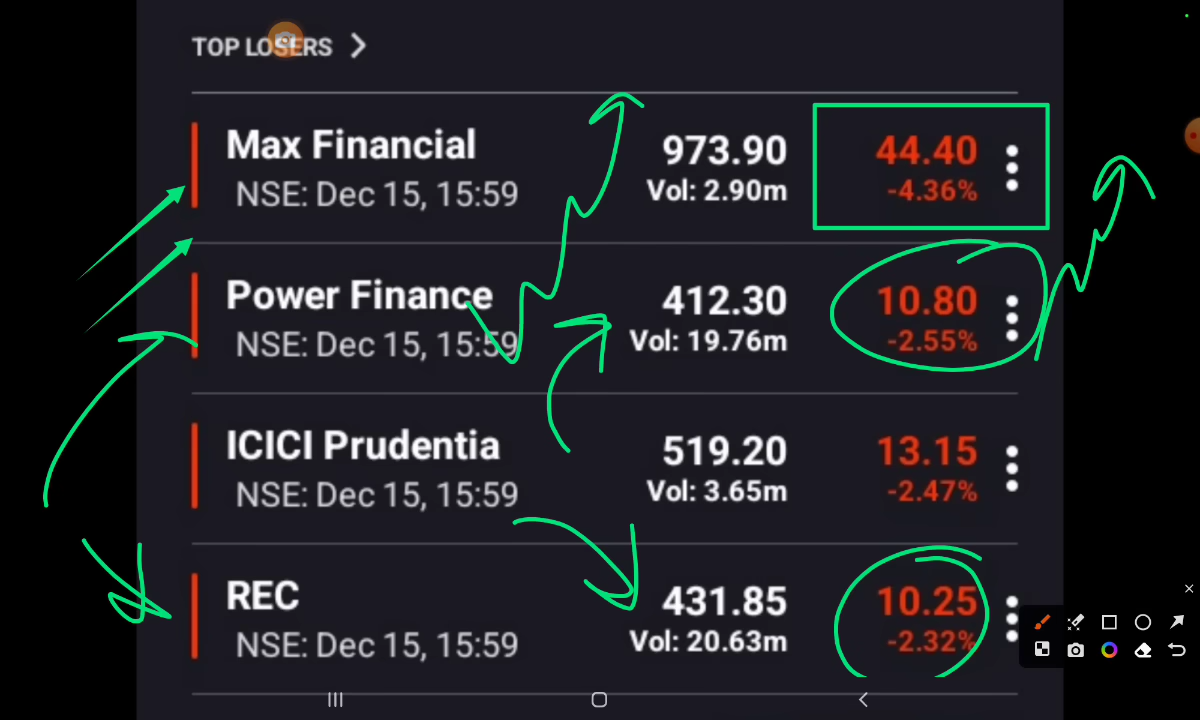 TOP LOSERS
Max Financial 973.90 44.40
NSE: Dec 15, 15:59 Vol: 2.90m -4.36%
Power Finance 412.30 10.80
NSE: Dec 15, 15:59 Vol: 19.76m -2.55%
ICICI Prudentia 519.20 13.15
NSE: Dec 15, 15:59 Vol: 3.65m -2.47%
REC 431.85 10.25
NSE: Dec 15, 15:59 Vol: 20.63m -2.32%